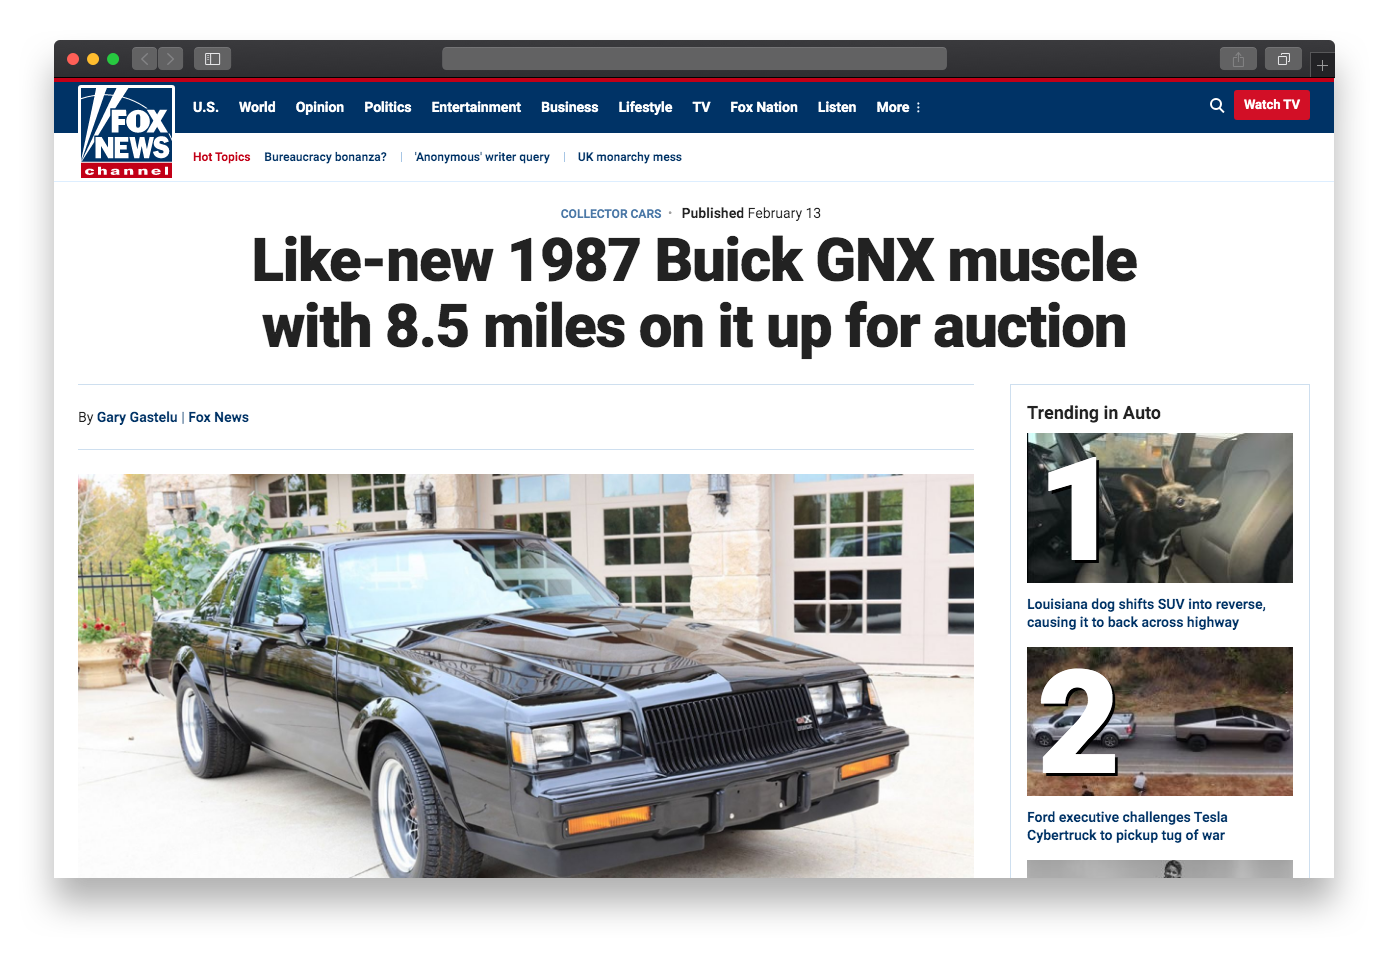 FOX
NEWS
channel
U.S. World Opinion Politics Entertainment Business Lifestyle TV Fox Nation Listen More
Watch TV
Hot Topics Bureaucracy bonanza? 'Anonymous' writer query UK monarchy mess
COLLECTOR CARS · Published February 13
Like-new 1987 Buick GNX muscle
with 8.5 miles on it up for auction
By Gary Gastelu | Fox News
Trending in Auto
1
Louisiana dog shifts SUV into reverse,
causing it to back across highway
2
Ford executive challenges Tesla
Cybertruck to pickup tug of war